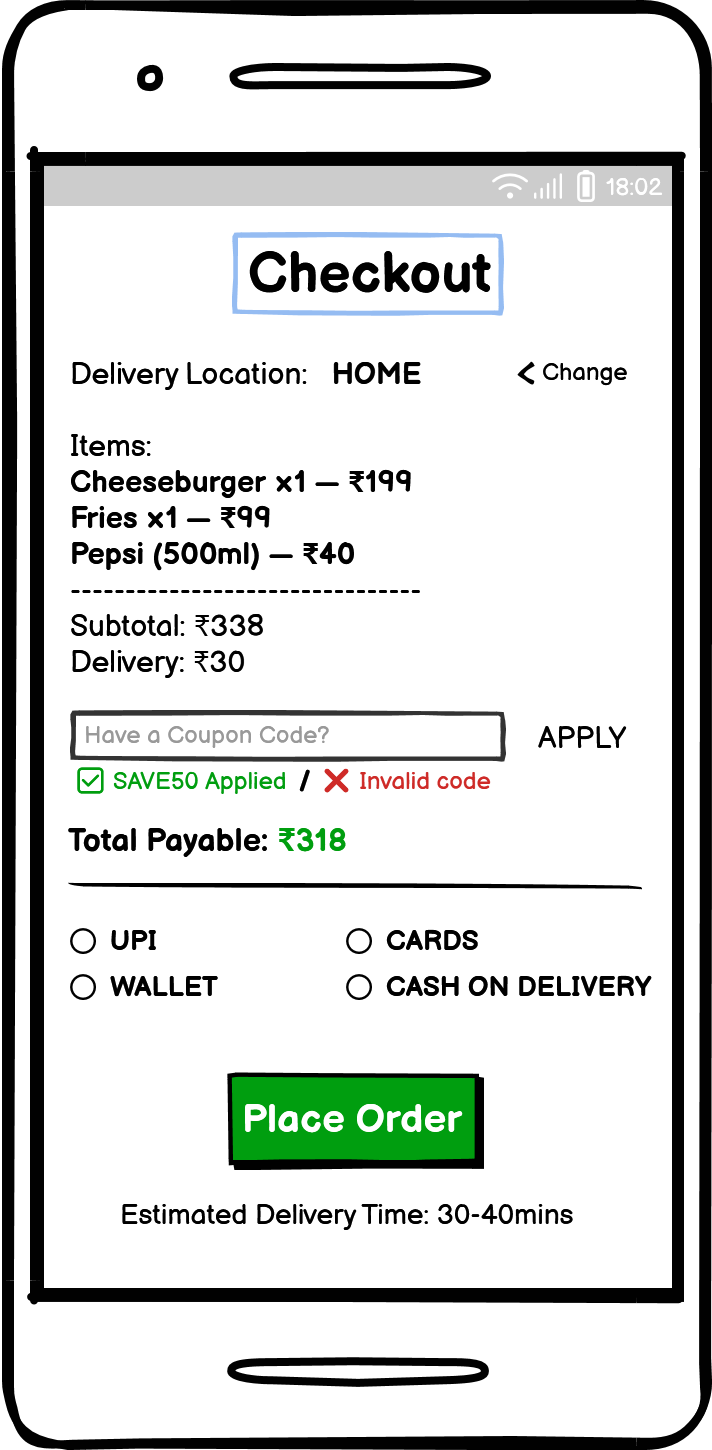 18:02
Checkout
Delivery Location: HOME < Change
Items:
Cheeseburger x1 — ₹199
Fries x1 — ₹99
Pepsi (500ml) — ₹40
--------------------------------
Subtotal: ₹338
Delivery: ₹30
Have a Coupon Code? APPLY
SAVE50 Applied / ❌ Invalid code
Total Payable: ₹318
UPI CARDS
WALLET CASH ON DELIVERY
Place Order
Estimated Delivery Time: 30-40mins